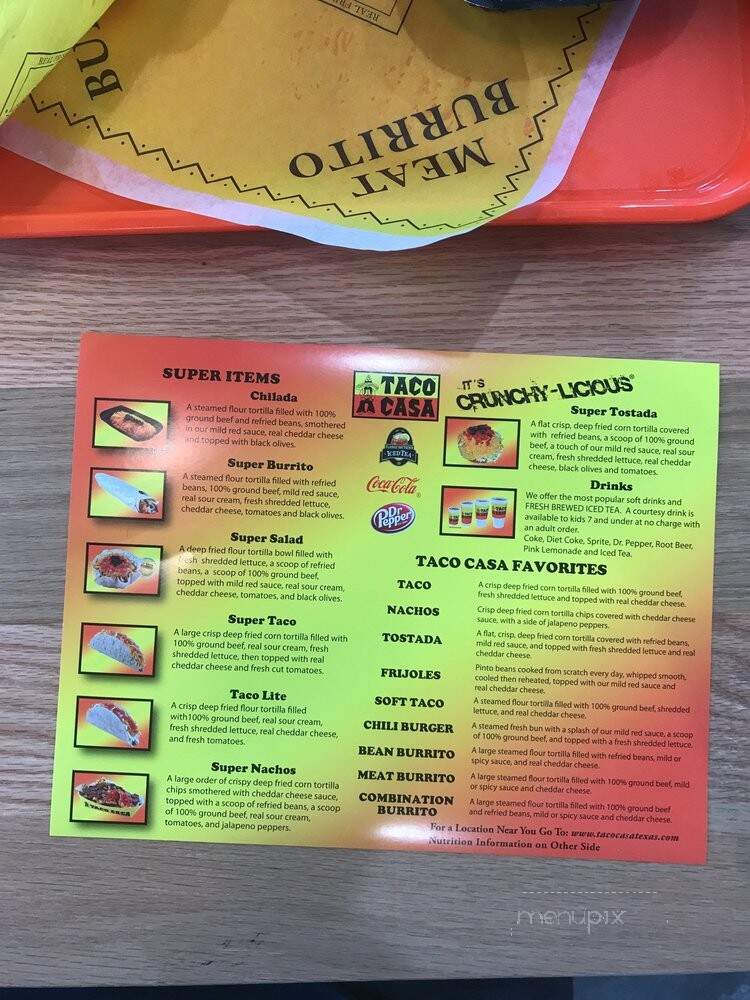 REAL FRE
BU
MEAT
BURRITO
SUPER ITEMS
Chilada
A steamed flour tortilla filled with 100%
ground beef and refried beans, smothered
in our mild red sauce, real cheddar cheese
and topped with black olives.
Super Burrito
A steamed flour tortilla filled with refried
beans, 100% ground beef, mild red sauce,
real sour cream, fresh shredded lettuce,
cheddar cheese, tomatoes and black olives.
Super Salad
A deep fried flour tortilla bowl filled with
fresh shredded lettuce, a scoop of refried
beans, a scoop of 100% ground beef,
topped with mild red sauce, real sour cream,
cheddar cheese, tomatoes, and black olives.
Super Taco
A large crisp deep fried corn tortilla filled with
100% ground beef, real sour cream, fresh
shredded lettuce, then topped with real
cheddar cheese and fresh cut tomatoes.
Taco Lite
A crisp deep fried flour tortilla filled
with100% ground beef, real sour cream,
fresh shredded lettuce, real cheddar cheese,
and fresh tomatoes.
Super Nachos
A large order of crispy deep fried corn tortilla
chips smothered with cheddar cheese sauce,
topped with a scoop of refried beans, a scoop
of 100% ground beef, real sour cream,
tomatoes, and jalapeno peppers.
TACO CASA
TACO
CASA
ICED TEA
Coca-Cola
Dr
Pepper
IT'S
CRUNCHY-LICIOUS®
Super Tostada
A flat crisp, deep fried corn tortilla covered
with refried beans, a scoop of 100% ground
beef, a touch of our mild red sauce, real sour
cream, fresh shredded lettuce, real cheddar
cheese, black olives and tomatoes.
Drinks
We offer the most popular soft drinks and
FRESH BREWED ICED TEA. A courtesy drink is
available to kids 7 and under at no charge with
an adult order.
Coke, Diet Coke, Sprite, Dr. Pepper, Root Beer,
Pink Lemonade and Iced Tea.
TACO CASA FAVORITES
TACO
A crisp deep fried corn tortilla filled with 100% ground beef,
fresh shredded lettuce and topped with real cheddar cheese.
NACHOS
Crisp deep fried corn tortilla chips covered with cheddar cheese
sauce, with a side of jalapeno peppers.
TOSTADA
A flat, crisp, deep fried corn tortilla covered with refried beans,
mild red sauce, and topped with fresh shredded lettuce and real
cheddar cheese.
FRIJOLES
Pinto beans cooked from scratch every day, whipped smooth,
cooled then reheated, topped with our mild red sauce and
real cheddar cheese.
SOFT TACO
A steamed flour tortilla filled with 100% ground beef, shredded
lettuce, and real cheddar cheese.
CHILI BURGER
A steamed fresh bun with a splash of our mild red sauce, a scoop
of 100% ground beef, and topped with a fresh shredded lettuce.
BEAN BURRITO
A large steamed flour tortilla filled with refried beans, mild or
spicy sauce, and real cheddar cheese.
MEAT BURRITO
A large steamed flour tortilla filled with 100% ground beef, mild
or spicy sauce and cheddar cheese.
COMBINATION
BURRITO
A large steamed flour tortilla filled with 100% ground beef
and refried beans, mild or spicy sauce and cheddar cheese.
For a Location Near You Go To: www.tacocasatexas.com
Nutrition Information on Other Side
menupix